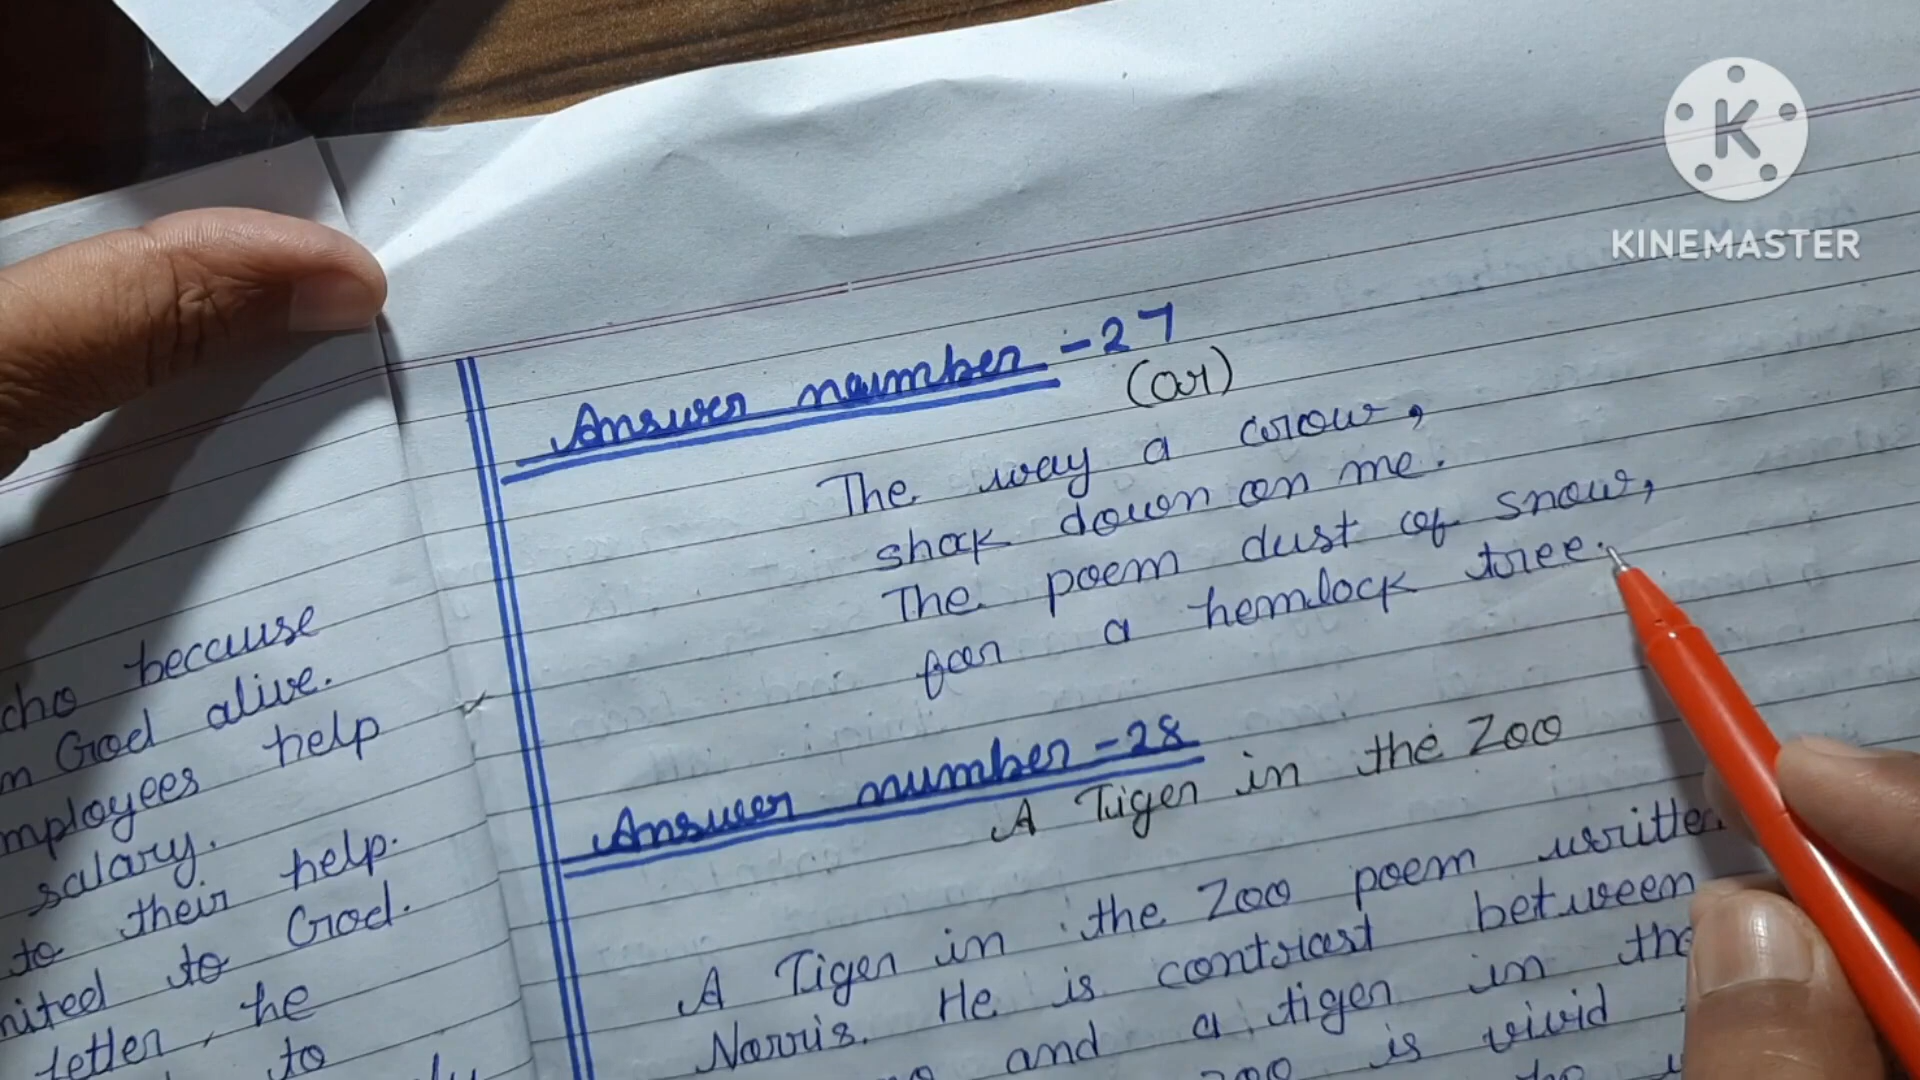 cho because
m God alive.
mployees help
salary.
to their help.
mited to God.
letter, he
to
KINEMASTER
Answer number - 27
(or)
The way a crow,
shok down on me.
The poem dust of snow,
for a hemlock tree.
Answer number - 28
A Tiger in the Zoo
A Tiger in the Zoo poem written
Norris. He is contrast between
and a tiger in the
zoo is vivid